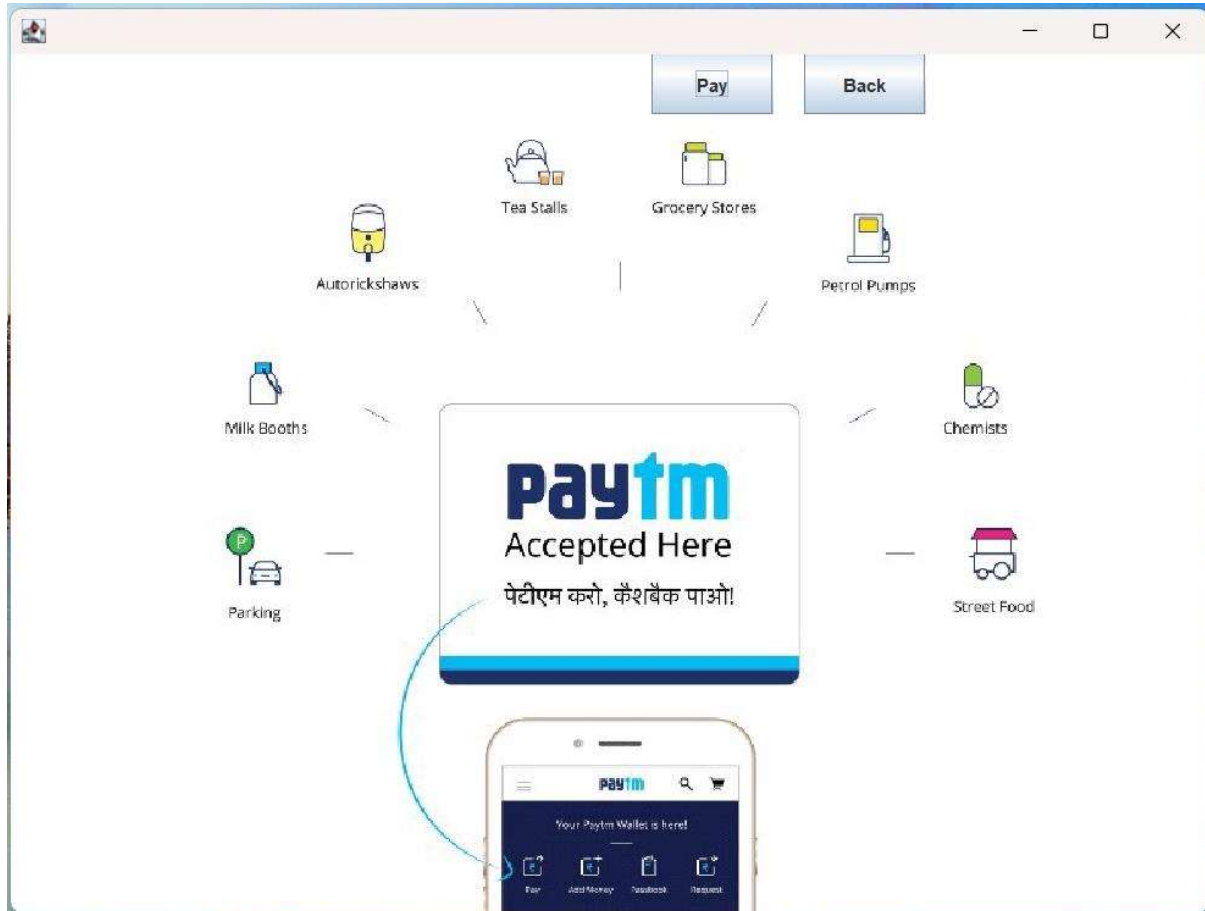 Pay
Back
Tea Stalls
Grocery Stores
Autorickshaws
Petrol Pumps
Milk Booths
Chemists
paytm
Accepted Here
पेटीएम करो, कैशबैक पाओ!
P
Parking
Street Food
paytm
Your Paytm Wallet is here!
Pay
Add Money
Passbook
Request